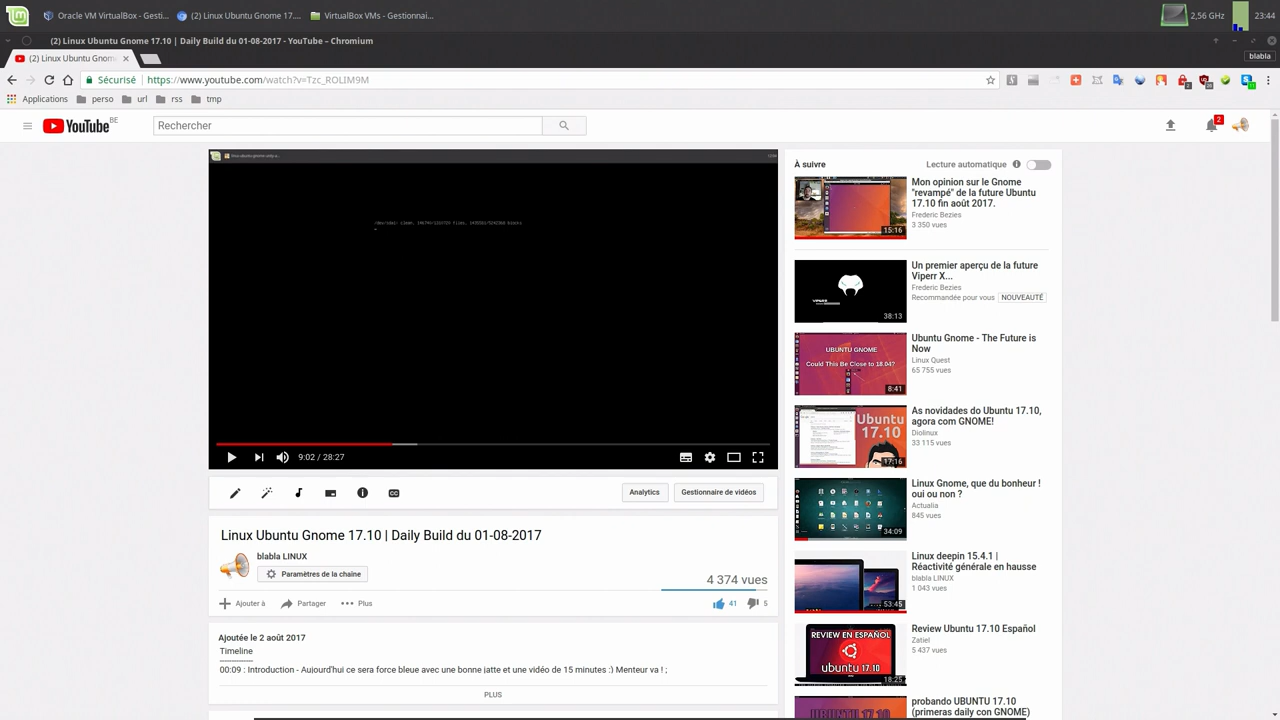 Oracle VM VirtualBox - Gesti...
(2) Linux Ubuntu Gnome 17....
VirtualBox VMs - Gestionnai...
2,56 GHz
23:44
(2) Linux Ubuntu Gnome 17.10 | Daily Build du 01-08-2017 - YouTube – Chromium
(2) Linux Ubuntu Gnome
blabla
Sécurisé
https://www.youtube.com/watch?v=Tzc_ROLIM9M
Applications
perso
url
rss
tmp
YouTube BE
Rechercher
2
9:02 / 28:27
Analytics
Gestionnaire de vidéos
Linux Ubuntu Gnome 17.10 | Daily Build du 01-08-2017
blabla LINUX
Paramètres de la chaîne
4 374 vues
Ajouter à
Partager
Plus
41
5
Ajoutée le 2 août 2017
Timeline
00:09 : Introduction - Aujourd'hui ce sera force bleue avec une bonne jatte et une vidéo de 15 minutes :) Menteur va ! ;
PLUS
À suivre
Lecture automatique
15:16
Mon opinion sur le Gnome
"revampé" de la future Ubuntu
17.10 fin août 2017.
Frederic Bezies
3 350 vues
38:13
Un premier aperçu de la future
Viperr X...
Frederic Bezies
Recommandée pour vous
NOUVEAUTÉ
UBUNTU GNOME
Could This Be Close to 18.04?
8:41
Ubuntu Gnome - The Future is
Now
Linux Quest
65 755 vues
Ubuntu
17.10
17:16
As novidades do Ubuntu 17.10,
agora com GNOME!
Diolinux
33 115 vues
34:09
Linux Gnome, que du bonheur !
oui ou non ?
Actualia
845 vues
53:45
Linux deepin 15.4.1 |
Réactivité générale en hausse
blabla LINUX
1 043 vues
REVIEW EN ESPAÑOL
ubuntu 17.10
18:25
Review Ubuntu 17.10 Español
Zatiel
5 437 vues
UBUNTU 17.10
probando UBUNTU 17.10
(primeras daily con GNOME)